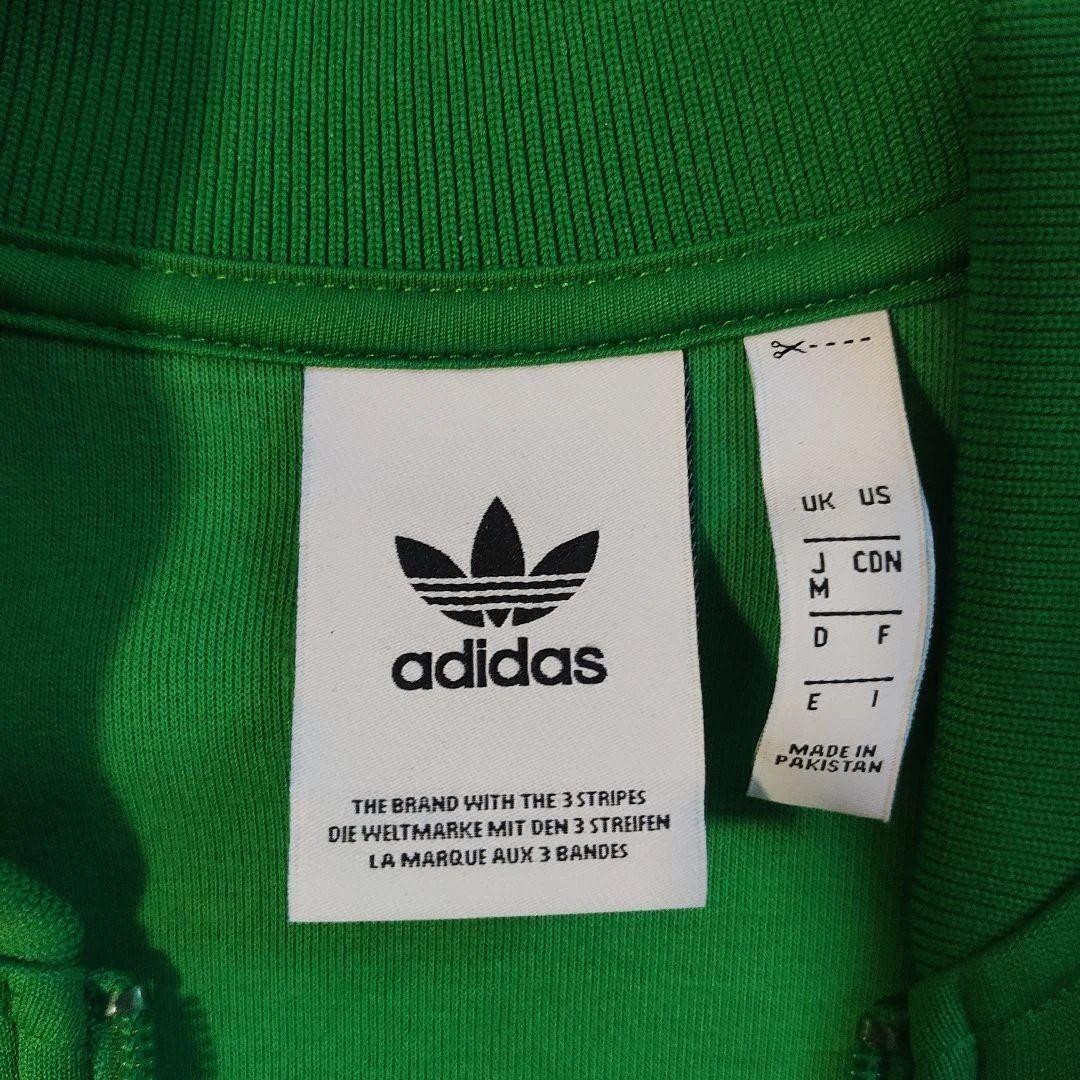 adidas
THE BRAND WITH THE 3 STRIPES
DIE WELTMARKE MIT DEN 3 STREIFEN
LA MARQUE AUX 3 BANDES
UK US
J CDN
M
D F
E I
MADE IN
PAKISTAN